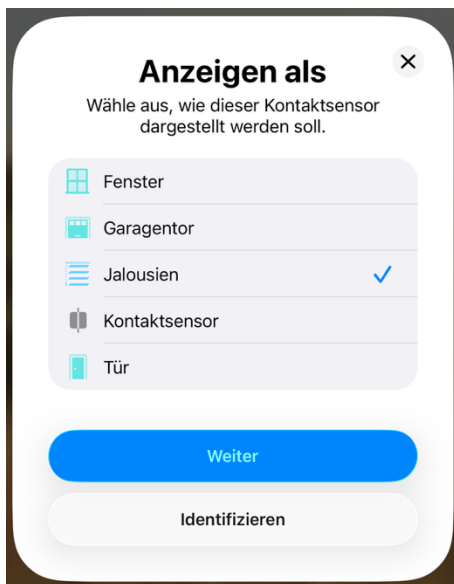 Anzeigen als
Wähle aus, wie dieser Kontaktsensor
dargestellt werden soll.
Fenster
Garagentor
Jalousien
Kontaktsensor
Tür
Weiter
Identifizieren